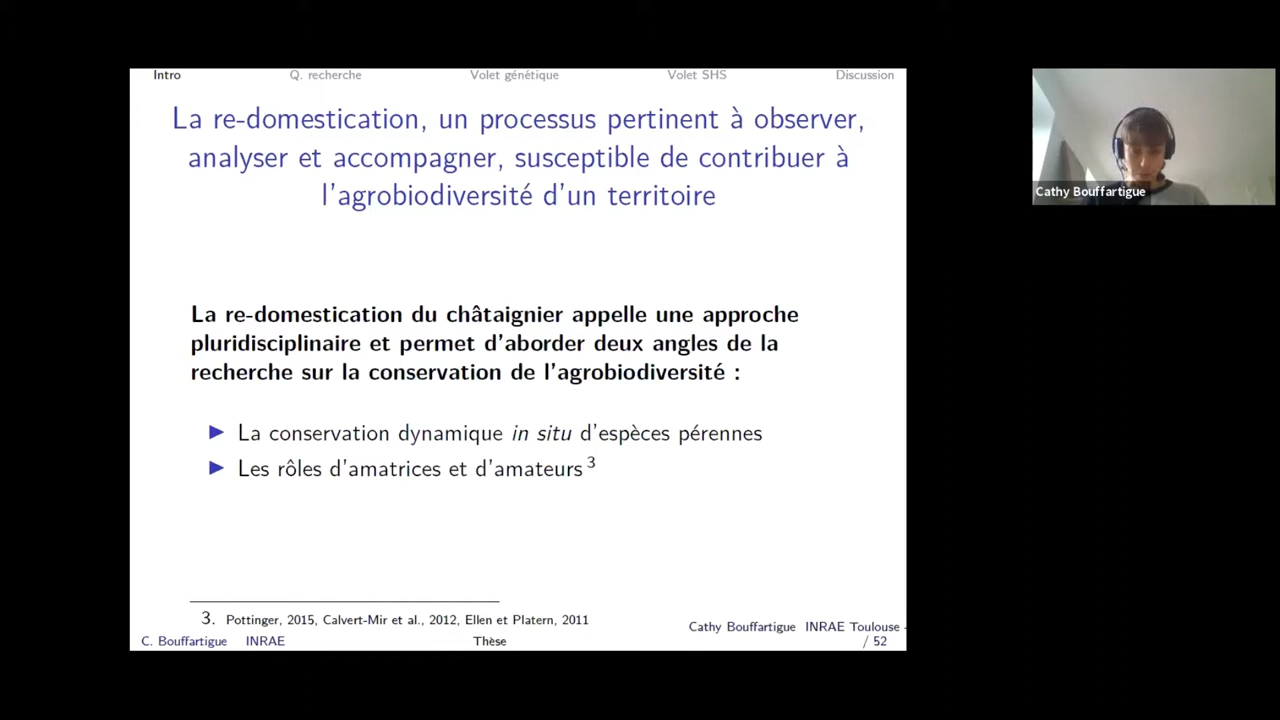 Intro Q. recherche Volet génétique Volet SHS Discussion
La re-domestication, un processus pertinent à observer,
analyser et accompagner, susceptible de contribuer à
l'agrobiodiversité d'un territoire
La re-domestication du châtaignier appelle une approche
pluridisciplinaire et permet d'aborder deux angles de la
recherche sur la conservation de l'agrobiodiversité :
▶ La conservation dynamique in situ d'espèces pérennes
▶ Les rôles d'amatrices et d'amateurs 3
3. Pottinger, 2015, Calvert-Mir et al., 2012, Ellen et Platern, 2011
Cathy Bouffartigue INRAE Toulouse -
C. Bouffartigue INRAE Thèse / 52
Cathy Bouffartigue